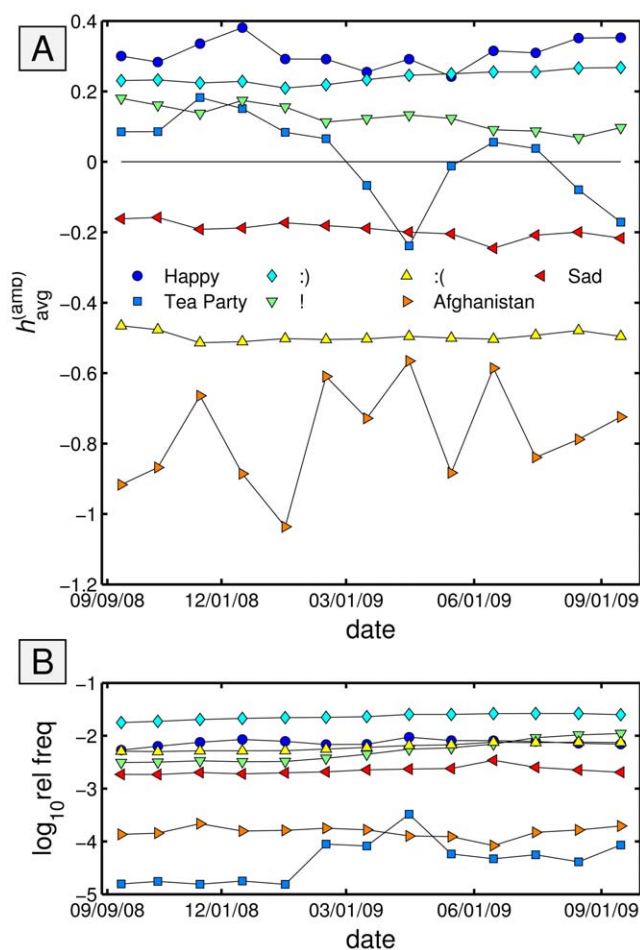 A
0.4
0.2
0
−0.2
−0.4
−0.6
−0.8
−1
−1.2
h(amb)avg
Happy :) :( Sad
Tea Party ! Afghanistan
09/09/08 12/01/08 03/01/09 06/01/09 09/01/09
date
B
−1
−2
−3
−4
−5
log10rel freq
09/09/08 12/01/08 03/01/09 06/01/09 09/01/09
date